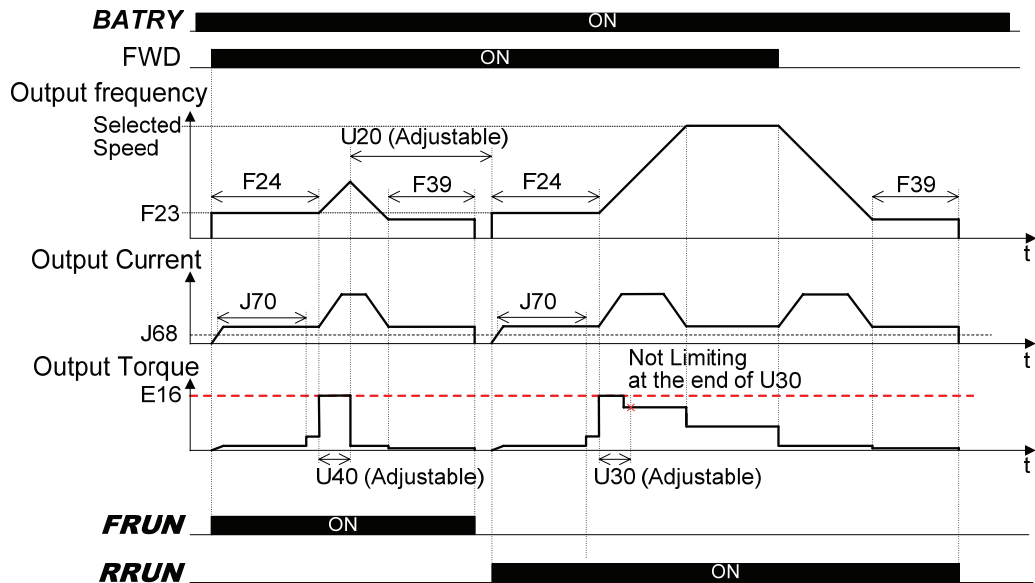 BATRY
ON
FWD
ON
Output frequency
Selected
Speed
U20 (Adjustable)
F24
F39
F24
F39
F23
t
Output Current
J70
J70
J68
t
Output Torque
Not Limiting
at the end of U30
E16
t
U40 (Adjustable)
U30 (Adjustable)
FRUN
ON
RRUN
ON